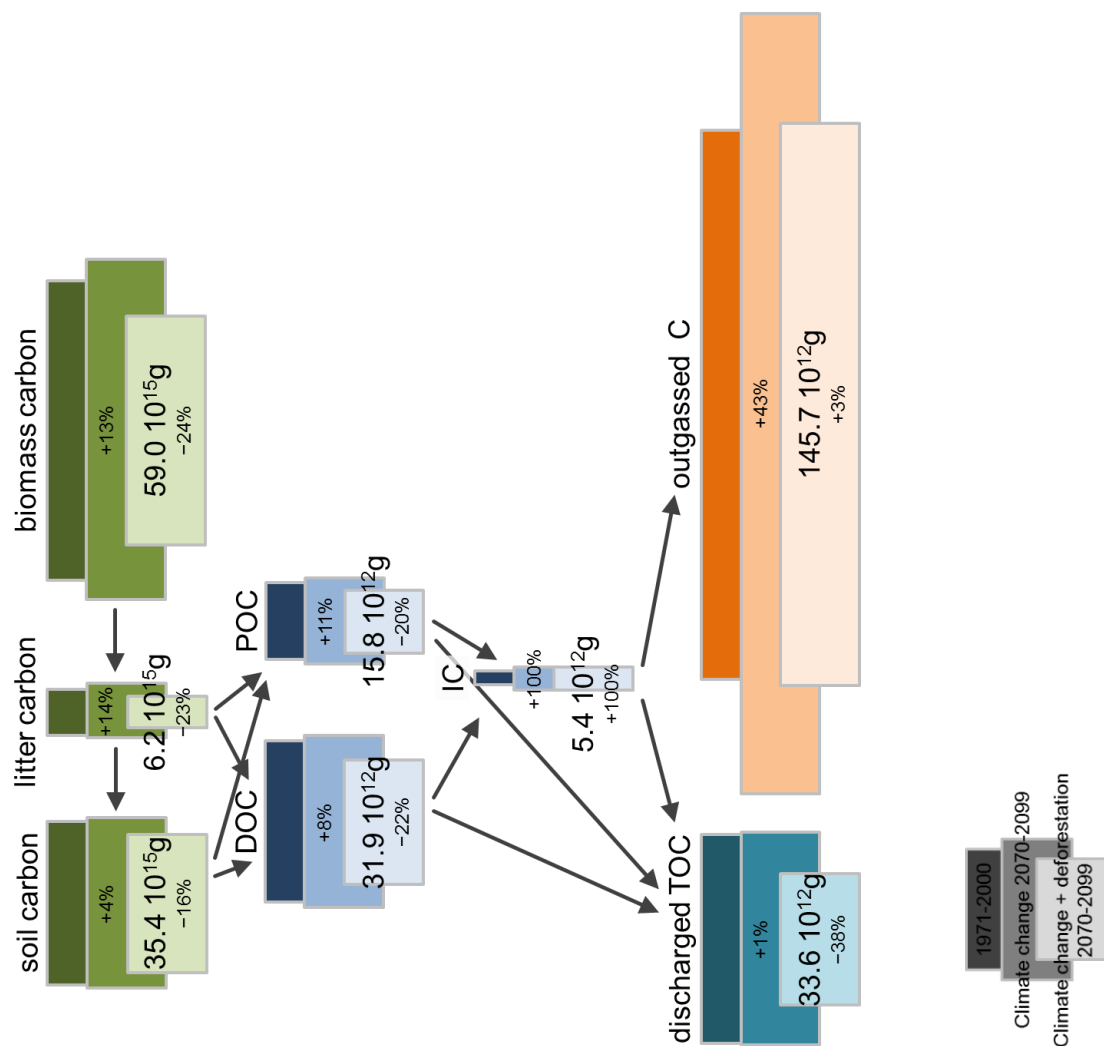 soil carbon
+4%
35.4 10¹⁵g
−16%
litter carbon
+14%
6.2 10¹⁵g
−23%
biomass carbon
+13%
59.0 10¹⁵g
−24%
DOC
+8%
31.9 10¹²g
−22%
POC
+11%
15.8 10¹²g
−20%
IC
+100%
5.4 10¹²g
+100%
discharged TOC
+1%
33.6 10¹²g
−38%
outgassed C
+43%
145.7 10¹²g
+3%
1971-2000
Climate change 2070-2099
Climate change + deforestation
2070-2099